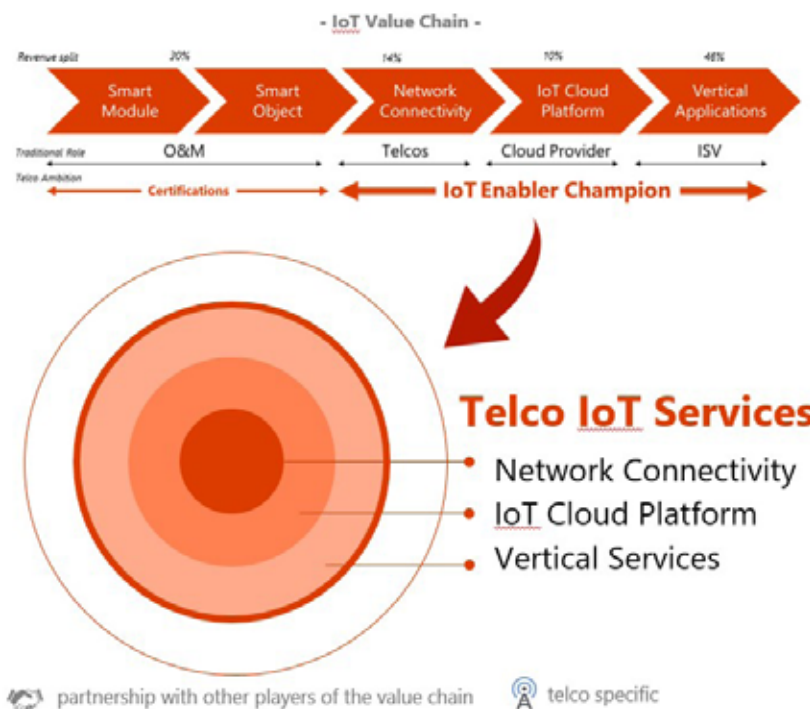 - IoT Value Chain -
Revenue split 20% 14% 10% 46%
Smart Module
Smart Object
Network Connectivity
IoT Cloud Platform
Vertical Applications
Traditional Role O&M Telcos Cloud Provider ISV
Telco Ambition Certifications IoT Enabler Champion
Telco IoT Services
Network Connectivity
IoT Cloud Platform
Vertical Services
partnership with other players of the value chain telco specific